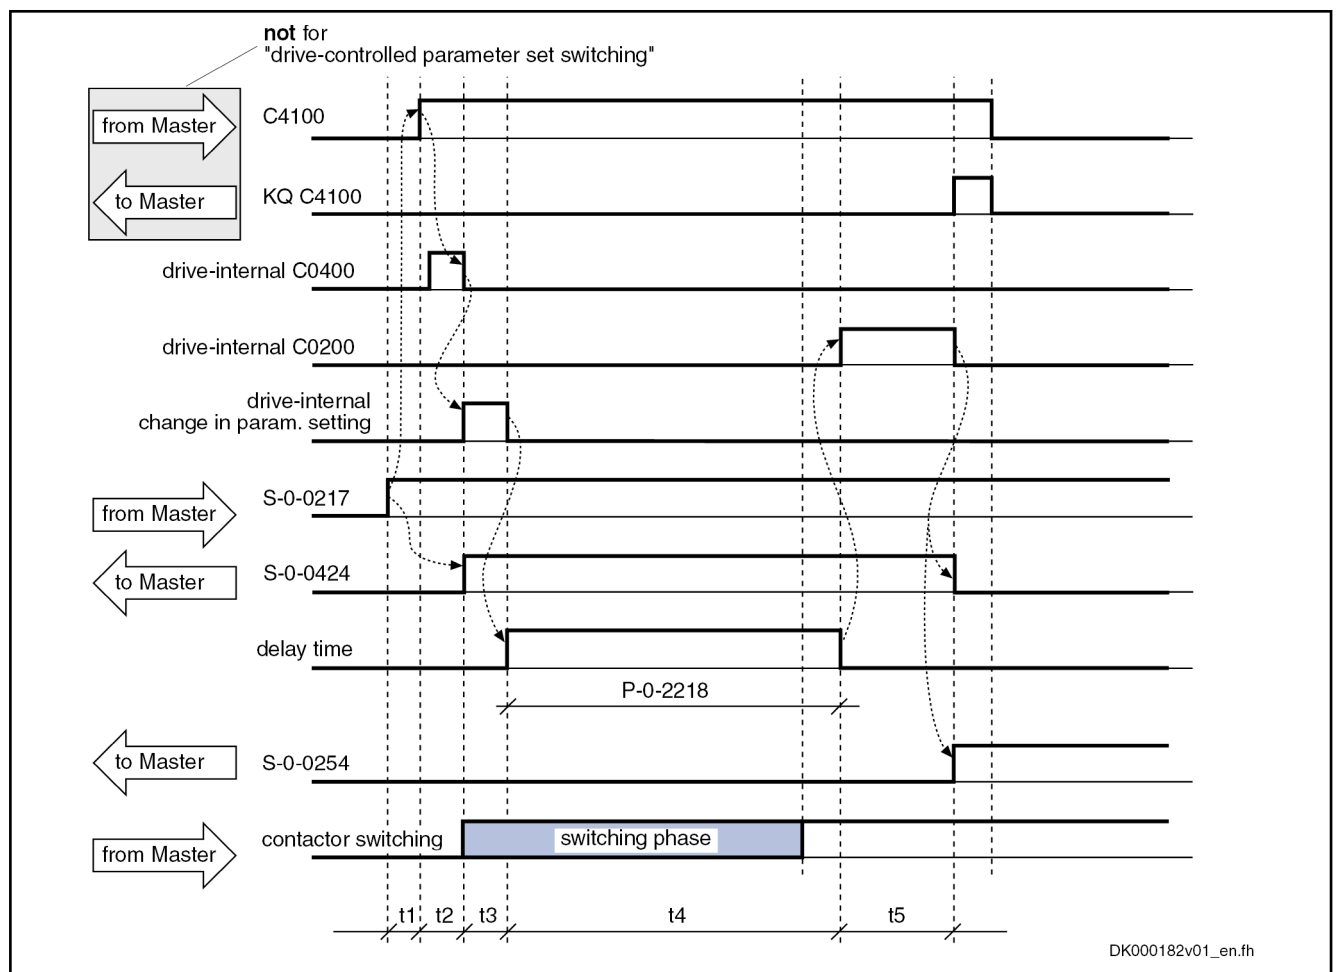 not for
"drive-controlled parameter set switching"
from Master
C4100
to Master
KQ C4100
drive-internal C0400
drive-internal C0200
drive-internal
change in param. setting
from Master
S-0-0217
to Master
S-0-0424
delay time
P-0-2218
to Master
S-0-0254
from Master
contactor switching
switching phase
t1
t2
t3
t4
t5
DK000182v01_en.fh